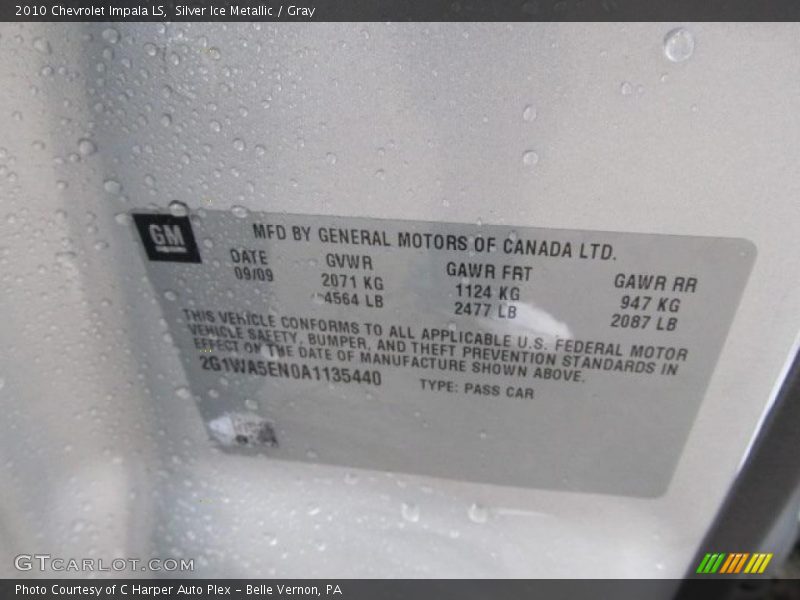 2010 Chevrolet Impala LS, Silver Ice Metallic / Gray
GM
MFD BY GENERAL MOTORS OF CANADA LTD.
DATE GVWR GAWR FRT GAWR RR
09/09 2071 KG 1124 KG 947 KG
4564 LB 2477 LB 2087 LB
THIS VEHICLE CONFORMS TO ALL APPLICABLE U.S. FEDERAL MOTOR
VEHICLE SAFETY, BUMPER, AND THEFT PREVENTION STANDARDS IN
EFFECT ON THE DATE OF MANUFACTURE SHOWN ABOVE.
2G1WA5EN0A1135440 TYPE: PASS CAR
GTCARLOT.COM
Photo Courtesy of C Harper Auto Plex - Belle Vernon, PA